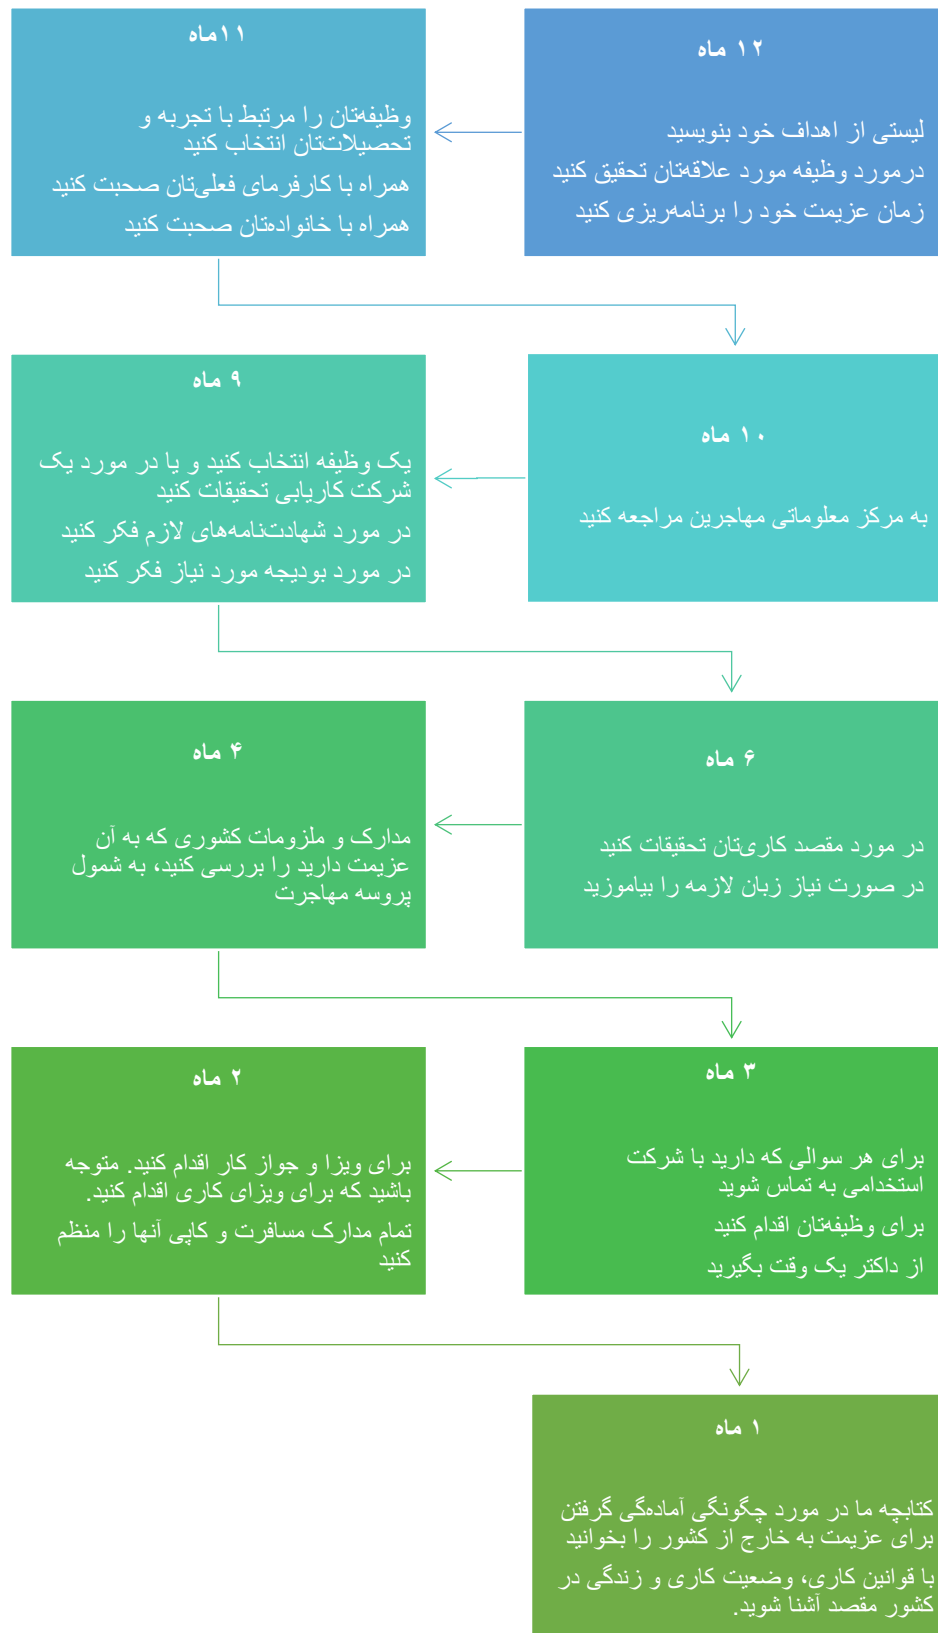 ۱۲ ماه
لیستی از اهداف خود بنویسید
درمورد وظیفه مورد علاقه‌تان تحقیق کنید
زمان عزیمت خود را برنامه‌ریزی کنید
۱۱ماه
وظیفه‌تان را مرتبط با تجربه و
تحصیلات‌تان انتخاب کنید
همراه با کارفرمای فعلی‌تان صحبت کنید
همراه با خانواده‌تان صحبت کنید
۱۰ ماه
به مرکز معلوماتی مهاجرین مراجعه کنید
۹ ماه
یک وظیفه انتخاب کنید و یا در مورد یک
شرکت کاریابی تحقیقات کنید
در مورد شهادت‌نامه‌های لازم فکر کنید
در مورد بودیجه مورد نیاز فکر کنید
۶ ماه
در مورد مقصد کاری‌تان تحقیقات کنید
در صورت نیاز زبان لازمه را بیاموزید
۴ ماه
مدارک و ملزومات کشوری که به آن
عزیمت دارید را بررسی کنید، به شمول
پروسه مهاجرت
۳ ماه
برای هر سوالی که دارید با شرکت
استخدامی به تماس شوید
برای وظیفه‌تان اقدام کنید
از داکتر یک وقت بگیرید
۲ ماه
برای ویزا و جواز کار اقدام کنید. متوجه
باشید که برای ویزای کاری اقدام کنید.
تمام مدارک مسافرت و کاپی آنها را منظم
کنید
۱ ماه
کتابچه ما در مورد چگونگی آماده‌گی گرفتن
برای عزیمت به خارج از کشور را بخوانید
با قوانین کاری، وضعیت کاری و زندگی در
کشور مقصد آشنا شوید.